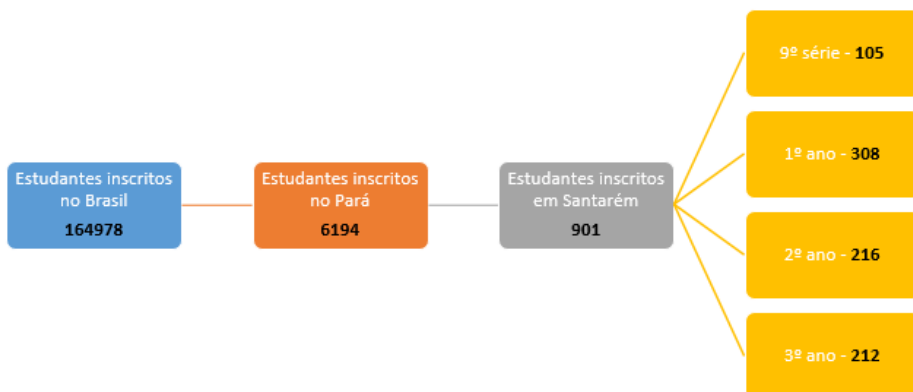 Estudantes inscritos
no Brasil
164978
Estudantes inscritos
no Pará
6194
Estudantes inscritos
em Santarém
901
9º série - 105
1º ano - 308
2º ano - 216
3º ano - 212